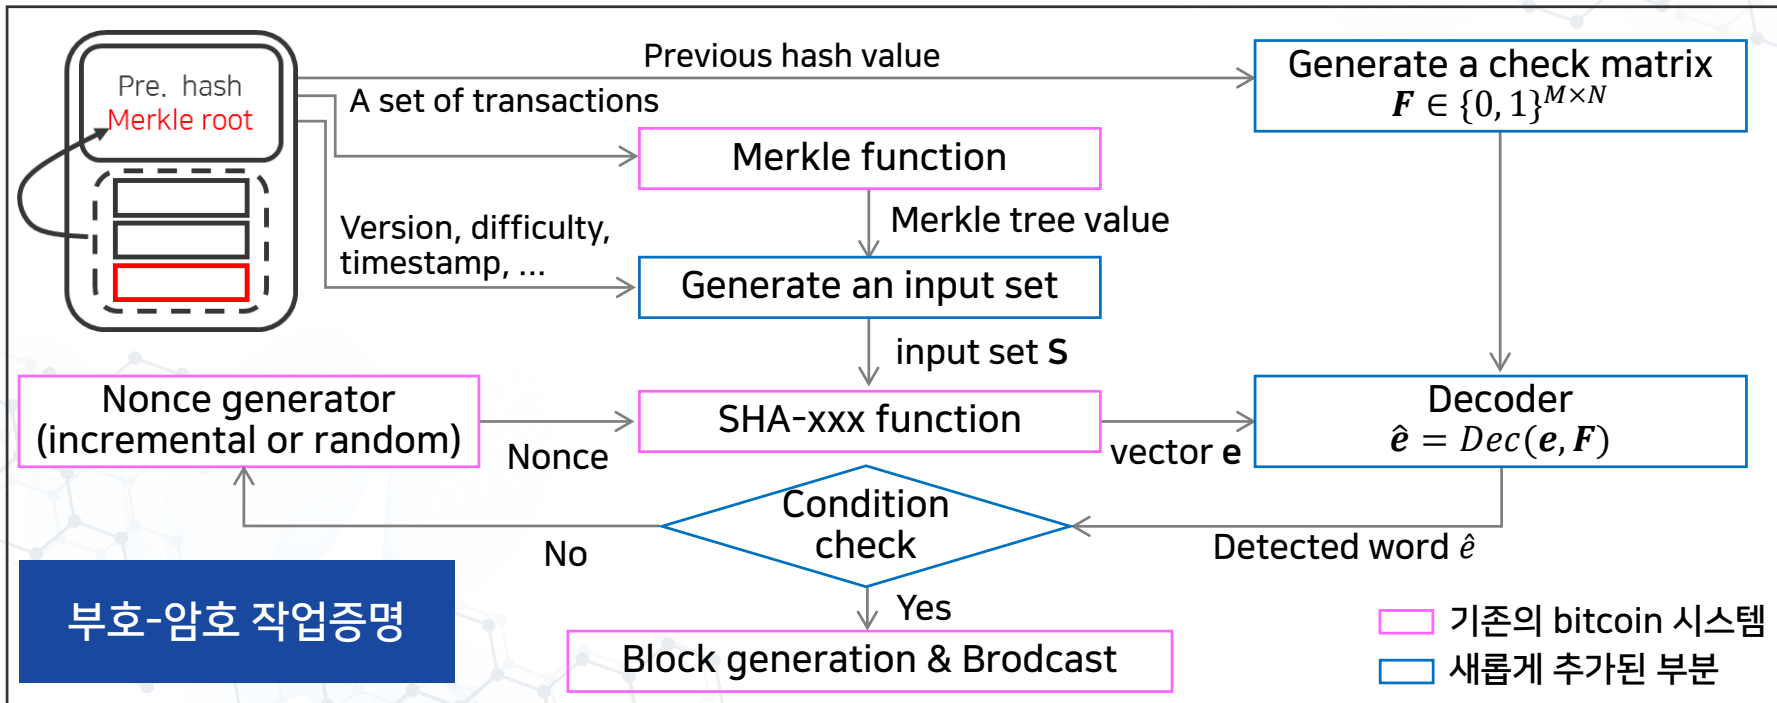 Pre. hash
Merkle root
Previous hash value
A set of transactions
Generate a check matrix
F ∈ {0, 1}^{M×N}
Merkle function
Merkle tree value
Version, difficulty,
timestamp, ...
Generate an input set
input set S
Nonce generator
(incremental or random)
Nonce
SHA-xxx function
vector e
Decoder
ê = Dec(e, F)
Condition
check
No
Detected word ê
Yes
부호-암호 작업증명
Block generation & Brodcast
기존의 bitcoin 시스템
새롭게 추가된 부분